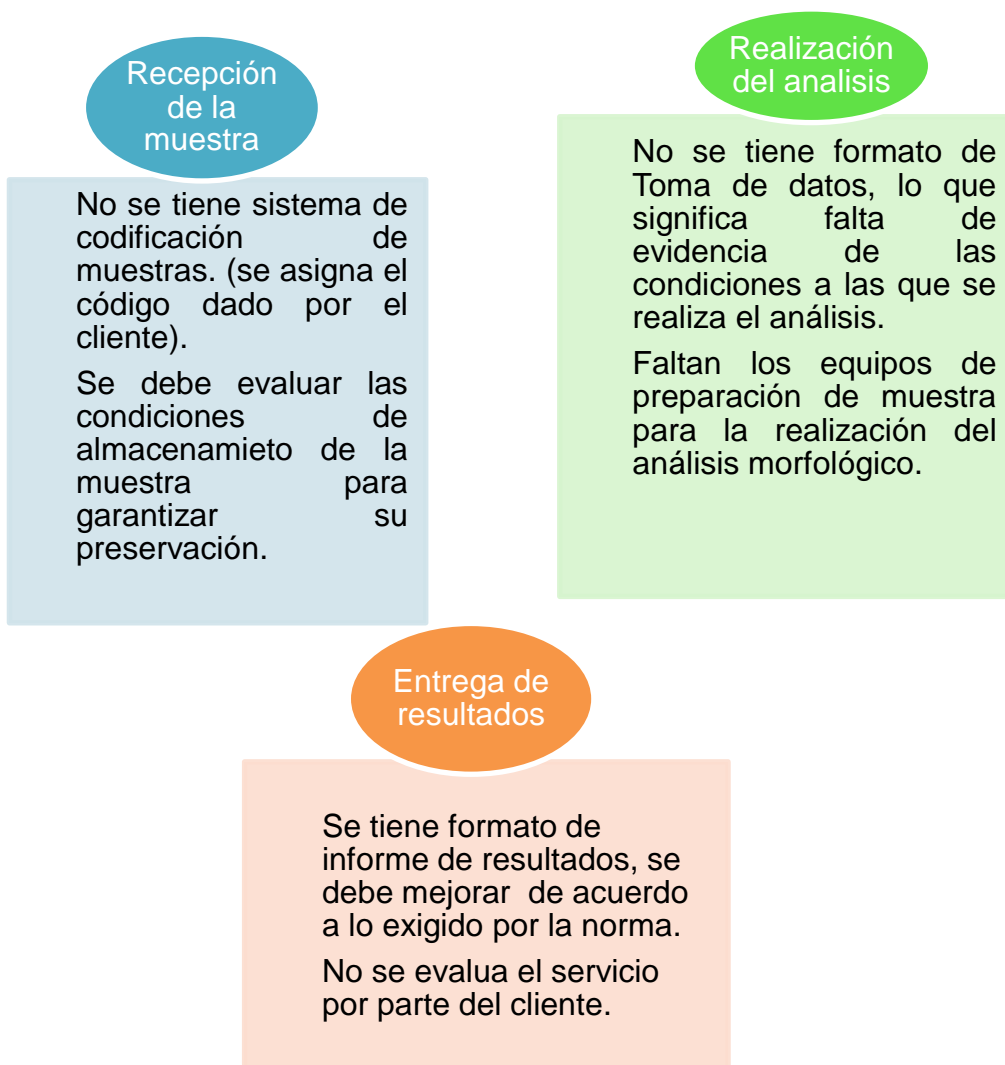 Recepción
de la
muestra
No se tiene sistema de
codificación de
muestras. (se asigna el
código dado por el
cliente).
Se debe evaluar las
condiciones de
almacenamieto de la
muestra para
garantizar su
preservación.
Realización
del analisis
No se tiene formato de
Toma de datos, lo que
significa falta de
evidencia de las
condiciones a las que se
realiza el análisis.
Faltan los equipos de
preparación de muestra
para la realización del
análisis morfológico.
Entrega de
resultados
Se tiene formato de
informe de resultados, se
debe mejorar de acuerdo
a lo exigido por la norma.
No se evalua el servicio
por parte del cliente.